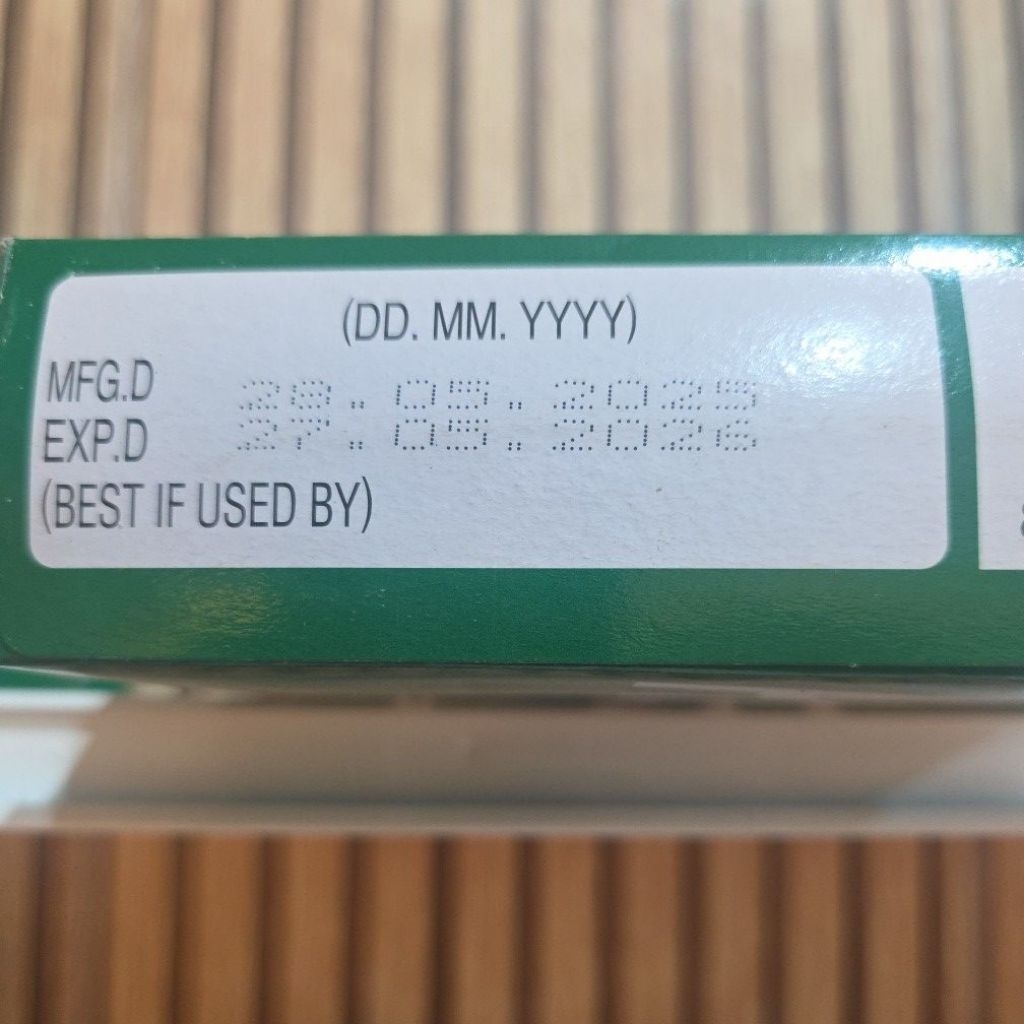 (DD. MM. YYYY)
MFG.D 28.05.2025
EXP.D 27.05.2026
(BEST IF USED BY)